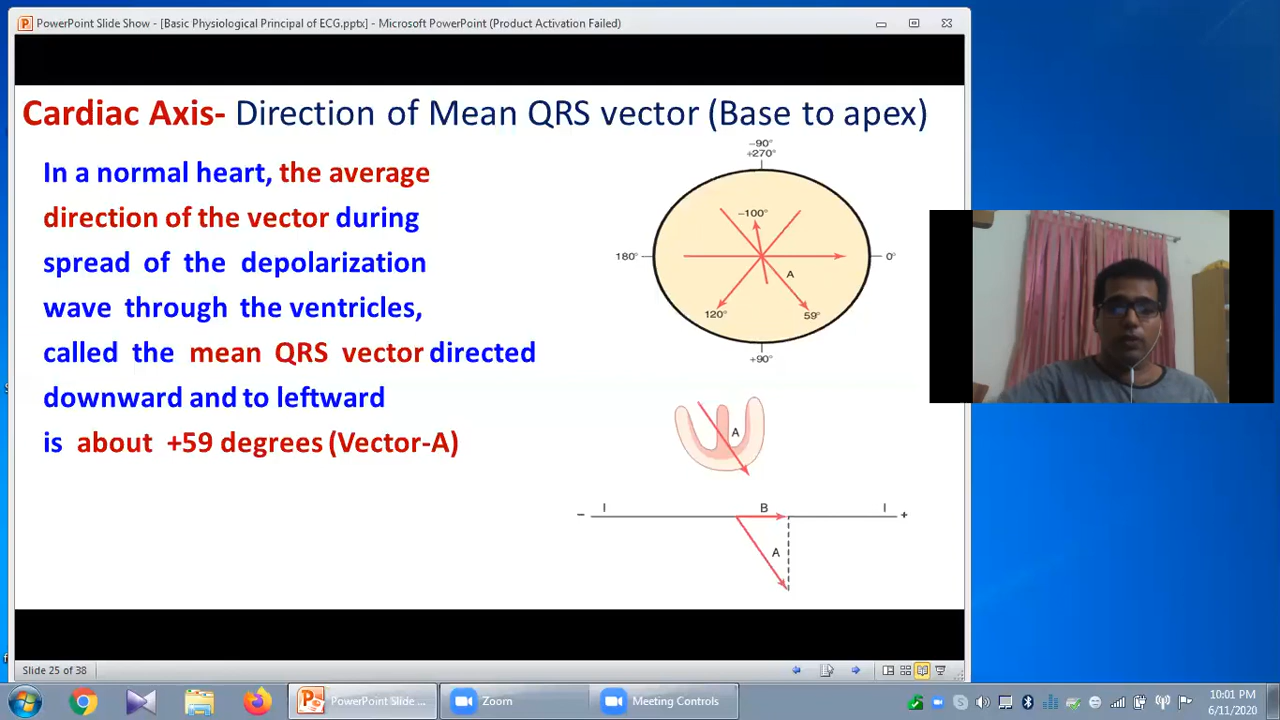 PowerPoint Slide Show - [Basic Physiological Principal of ECG.pptx] - Microsoft PowerPoint (Product Activation Failed)
Cardiac Axis- Direction of Mean QRS vector (Base to apex)
In a normal heart, the average
direction of the vector during
spread of the depolarization
wave through the ventricles,
called the mean QRS vector directed
downward and to leftward
is about +59 degrees (Vector-A)
−90°
+270°
−100°
180°
0°
A
120°
59°
+90°
A
− I B I +
A
Slide 25 of 38
PowerPoint Slide ...
Zoom
Meeting Controls
10:01 PM
6/11/2020